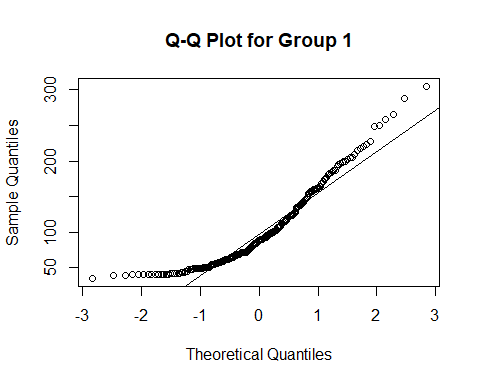 Q-Q Plot for Group 1
Sample Quantiles
300
200
100
50
-3 -2 -1 0 1 2 3
Theoretical Quantiles